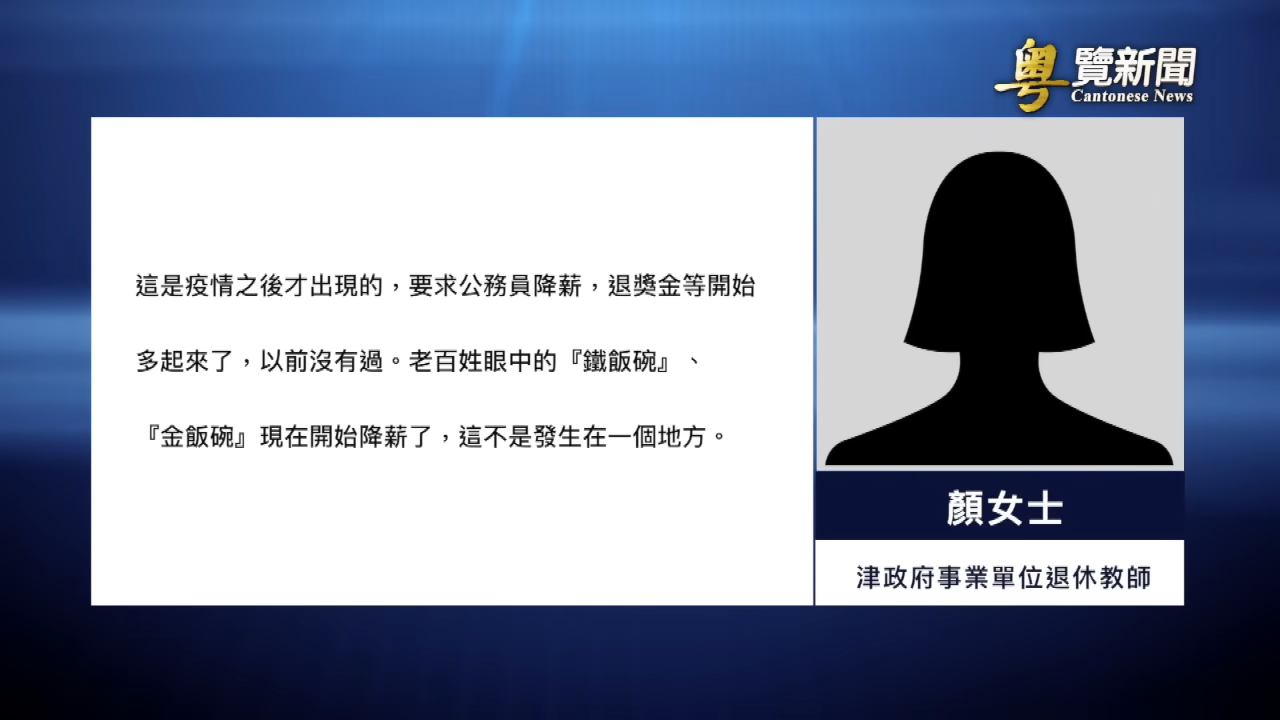 粵覽新聞
Cantonese News
這是疫情之後才出現的，要求公務員降薪，退獎金等開始
多起來了，以前沒有過。老百姓眼中的『鐵飯碗』、
『金飯碗』現在開始降薪了，這不是發生在一個地方。
顏女士
津政府事業單位退休教師